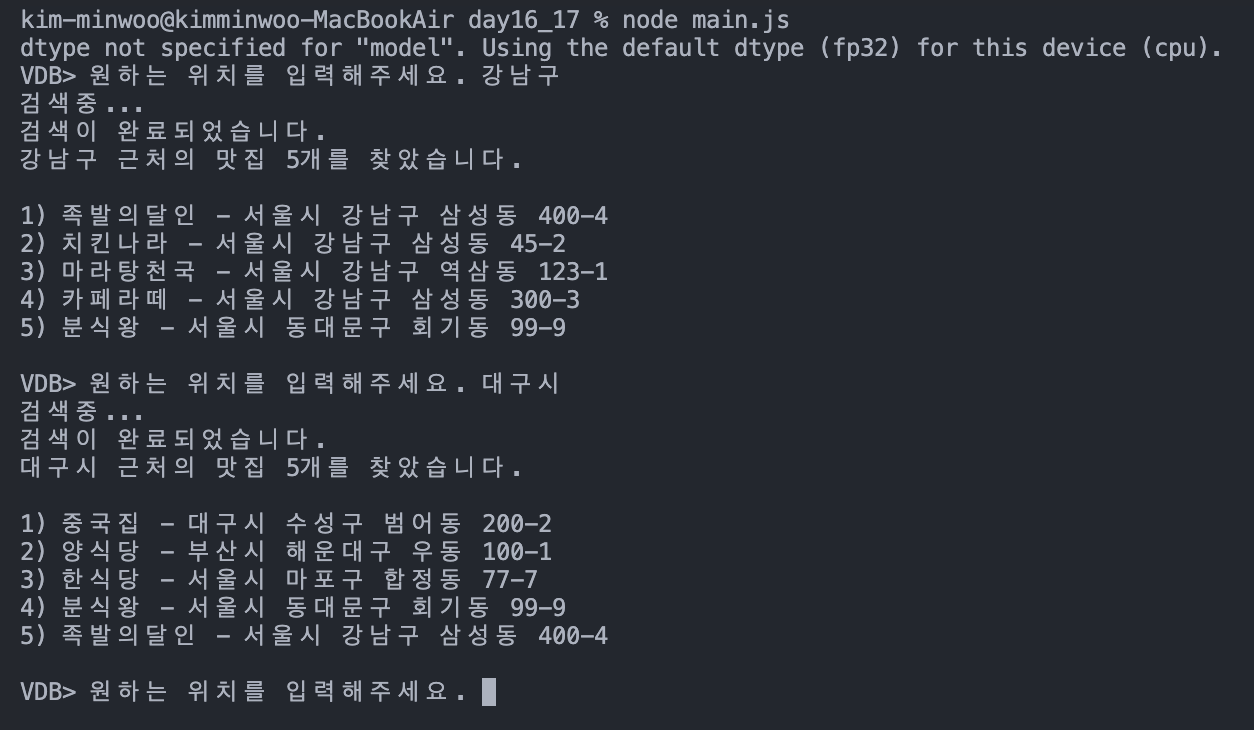 kim-minwoo@kimminwoo-MacBookAir day16_17 % node main.js
dtype not specified for "model". Using the default dtype (fp32) for this device (cpu).
VDB> 원하는 위치를 입력해주세요. 강남구
검색중...
검색이 완료되었습니다.
강남구 근처의 맛집 5개를 찾았습니다.
1) 족발의달인 - 서울시 강남구 삼성동 400-4
2) 치킨나라 - 서울시 강남구 삼성동 45-2
3) 마라탕천국 - 서울시 강남구 역삼동 123-1
4) 카페라떼 - 서울시 강남구 삼성동 300-3
5) 분식왕 - 서울시 동대문구 회기동 99-9
VDB> 원하는 위치를 입력해주세요. 대구시
검색중...
검색이 완료되었습니다.
대구시 근처의 맛집 5개를 찾았습니다.
1) 중국집 - 대구시 수성구 범어동 200-2
2) 양식당 - 부산시 해운대구 우동 100-1
3) 한식당 - 서울시 마포구 합정동 77-7
4) 분식왕 - 서울시 동대문구 회기동 99-9
5) 족발의달인 - 서울시 강남구 삼성동 400-4
VDB> 원하는 위치를 입력해주세요.